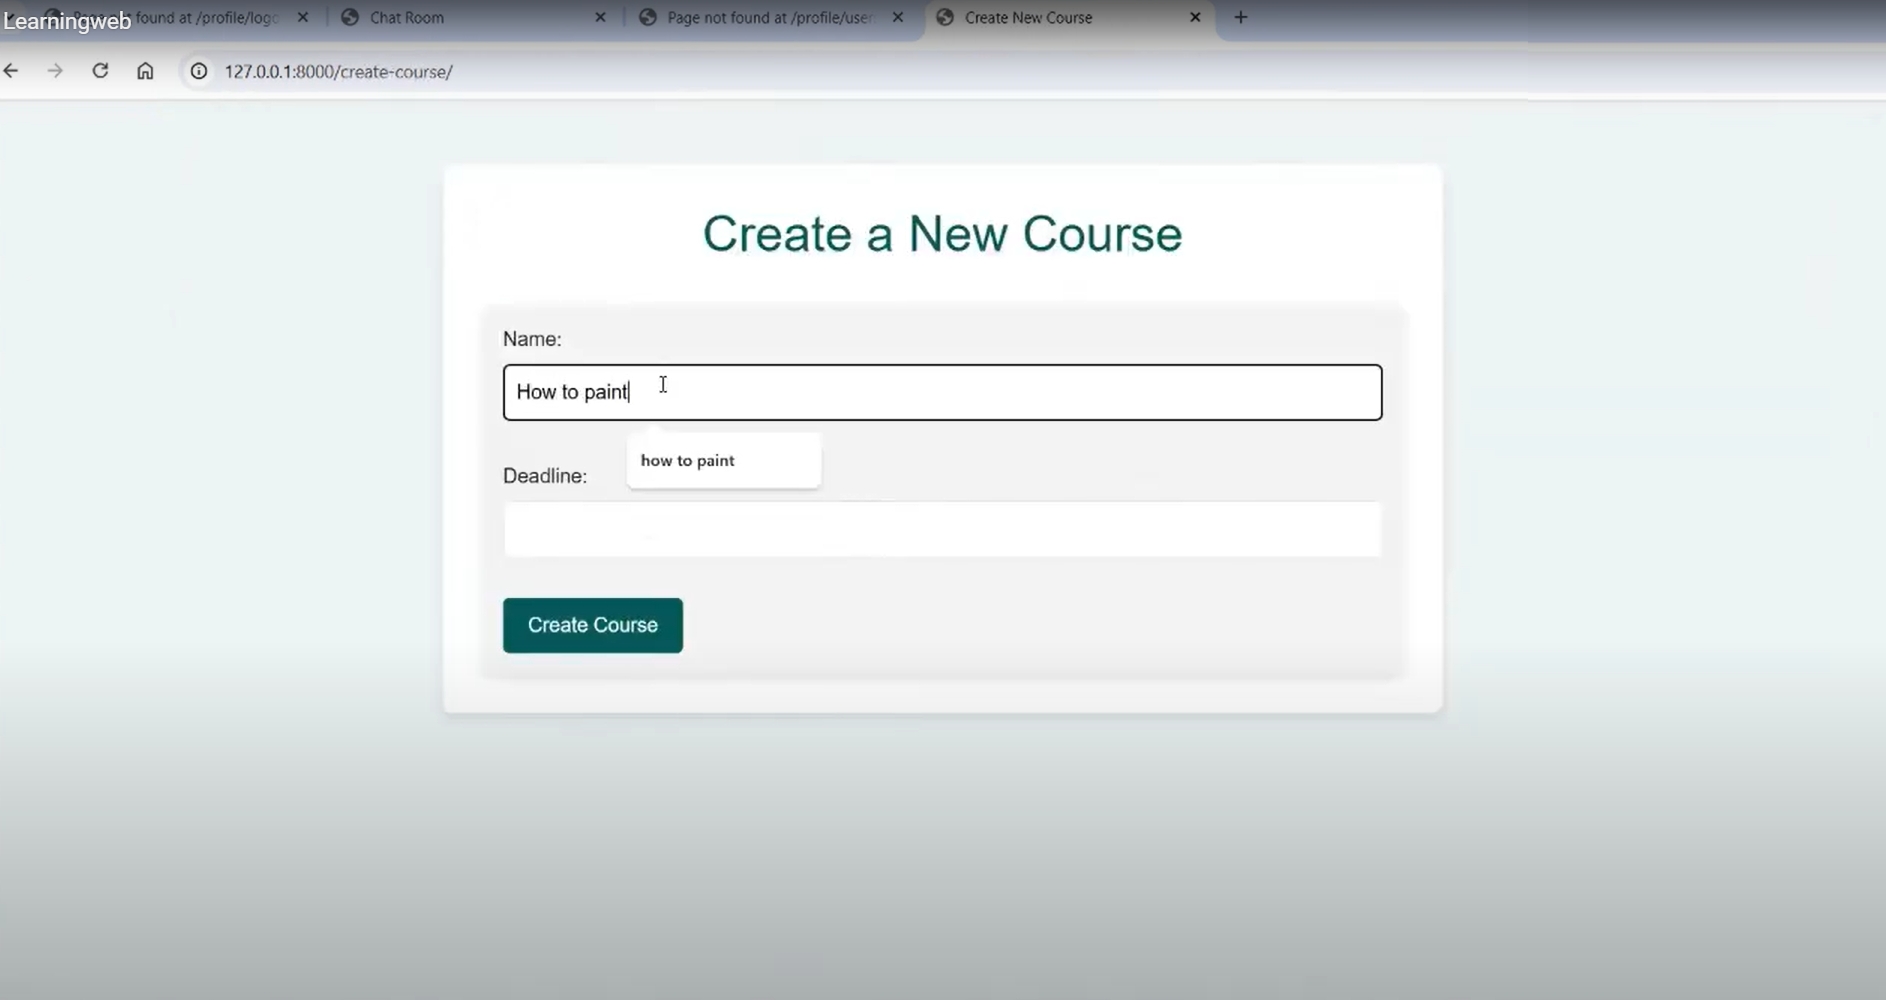 Learningweb
not found at /profile/logo
Chat Room
Page not found at /profile/user
Create New Course
127.0.0.1:8000/create-course/
Create a New Course
Name:
How to paint
how to paint
Deadline:
Create Course